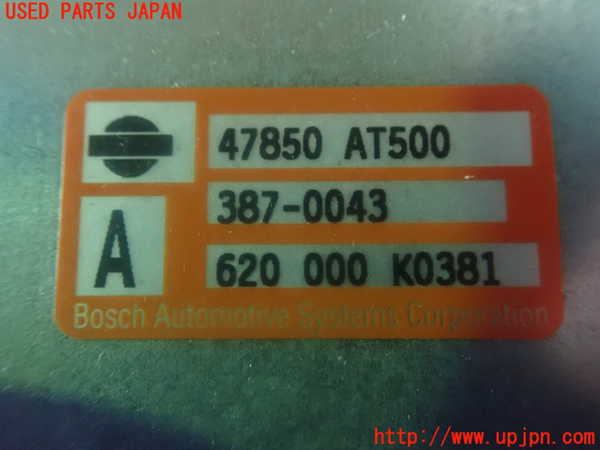 USED PARTS JAPAN
47850 AT500
387-0043
A
620 000 K0381
Bosch Automotive Systems Corporation
http://www.upjpn.com